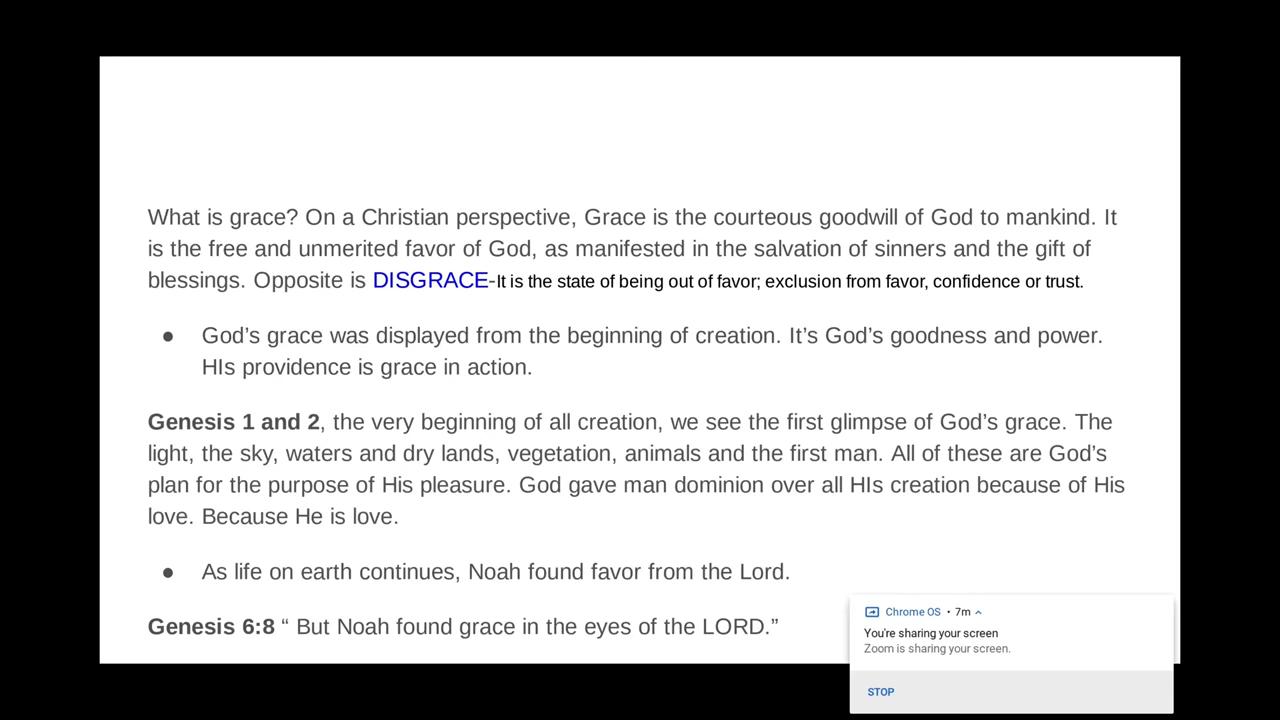 What is grace? On a Christian perspective, Grace is the courteous goodwill of God to mankind. It
is the free and unmerited favor of God, as manifested in the salvation of sinners and the gift of
blessings. Opposite is DISGRACE-It is the state of being out of favor; exclusion from favor, confidence or trust.
● God’s grace was displayed from the beginning of creation. It’s God’s goodness and power.
HIs providence is grace in action.
Genesis 1 and 2, the very beginning of all creation, we see the first glimpse of God’s grace. The
light, the sky, waters and dry lands, vegetation, animals and the first man. All of these are God’s
plan for the purpose of His pleasure. God gave man dominion over all HIs creation because of His
love. Because He is love.
● As life on earth continues, Noah found favor from the Lord.
Genesis 6:8 “ But Noah found grace in the eyes of the LORD.”
Chrome OS • 7m
You're sharing your screen
Zoom is sharing your screen.
STOP